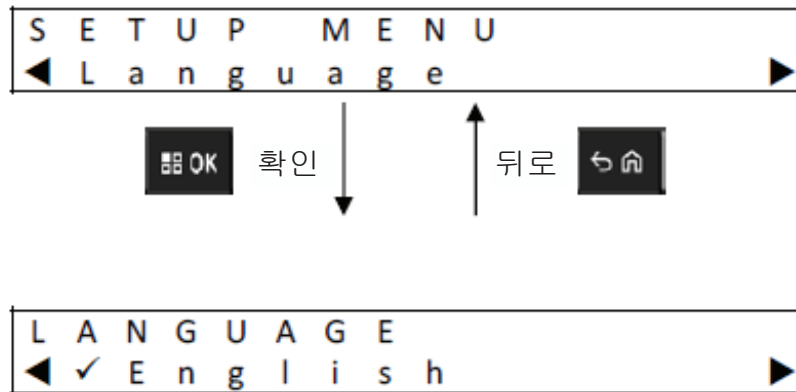 SETUP MENU
◀ Language ▶
OK 확인 뒤로
LANGUAGE
◀ ✓ English ▶